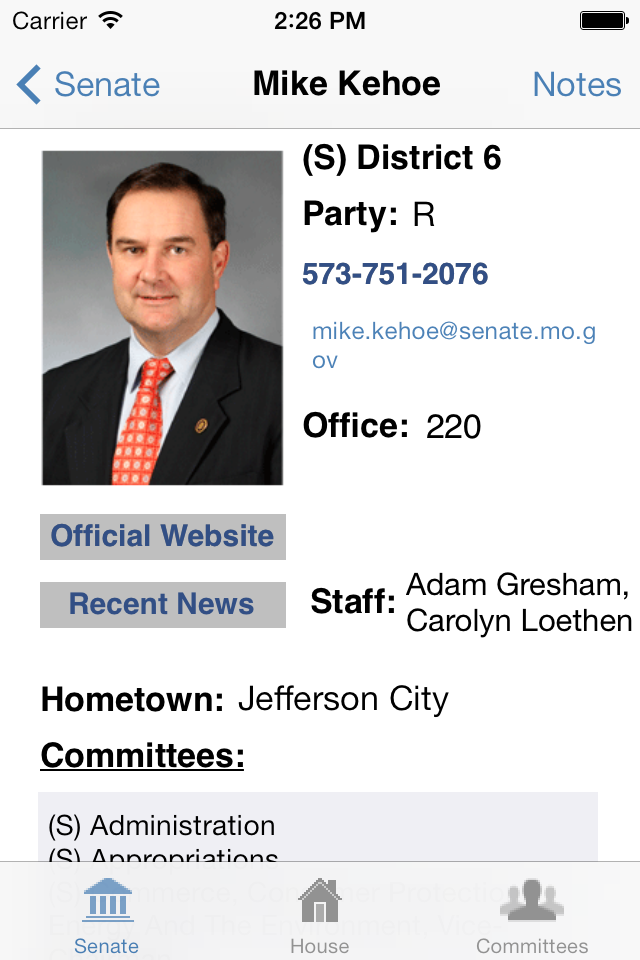 Carrier 2:26 PM
Senate Mike Kehoe Notes
(S) District 6
Party: R
573-751-2076
mike.kehoe@senate.mo.g
ov
Office: 220
Official Website
Recent News
Staff: Adam Gresham,
Carolyn Loethen
Hometown: Jefferson City
Committees:
(S) Administration
(S) Appropriations
(S) Commerce, Consumer Protection,
Energy And The Environment, Vice-
Senate House Committees